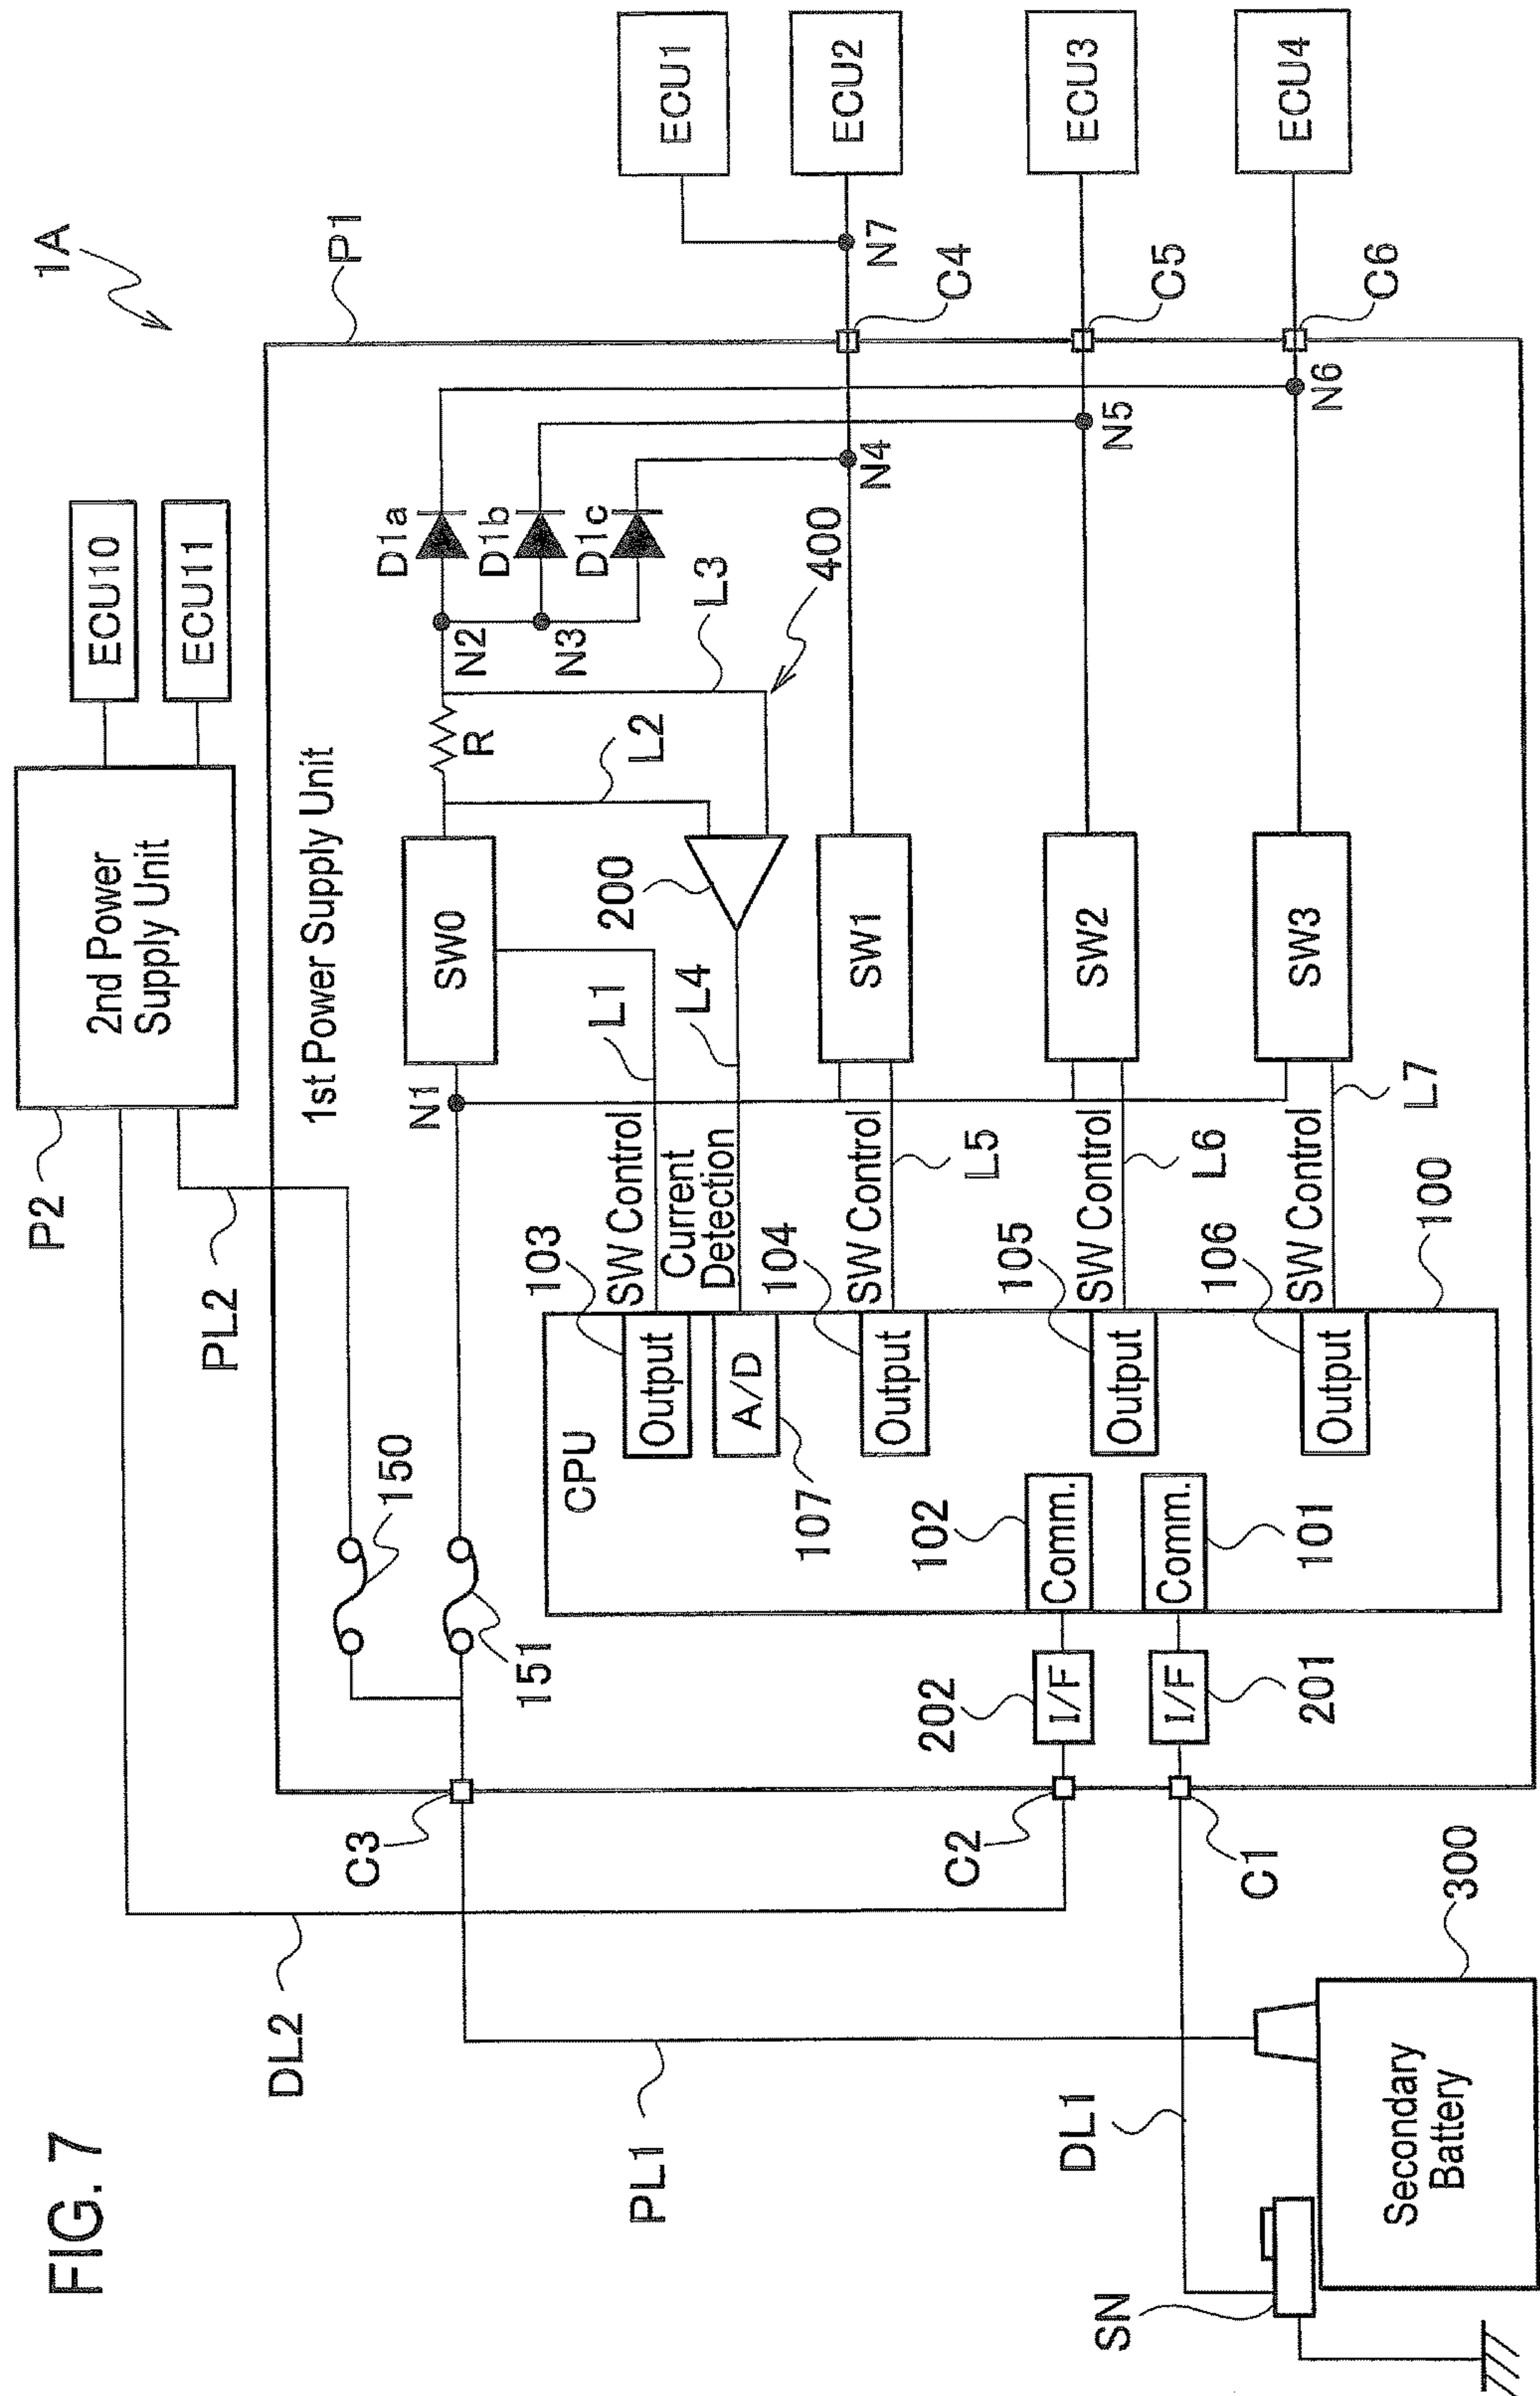 FIG. 7
1A
P2
2nd Power
Supply Unit
ECU10
ECU11
PL2
DL2
P1
1st Power Supply Unit
150
151
C3
N1
SW0
R
N2
N3
D1a
D1b
D1c
L1
L2
L3
L4
200
400
CPU
103
Output
SW Control
107
A/D
Current
Detection
104
Output
SW Control
L5
SW1
N4
C4
N7
ECU1
ECU2
105
Output
SW Control
L6
SW2
N5
C5
ECU3
106
Output
SW Control
L7
SW3
N6
C6
ECU4
100
102
Comm.
101
Comm.
202
I/F
201
I/F
C2
C1
PL1
DL1
SN
300
Secondary
Battery